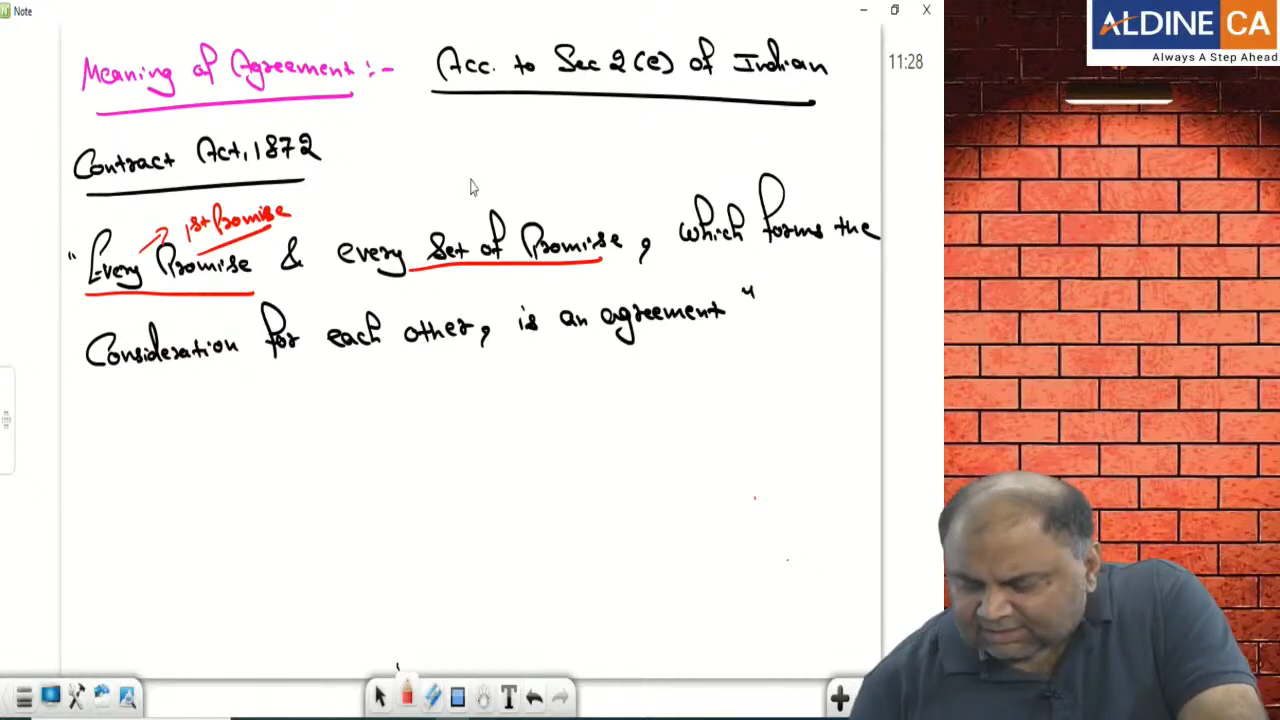 Note
ALDINE CA
Always A Step Ahead
11:28
Meaning of Agreement :- Acc. to Sec 2(e) of Indian
Contract Act, 1872
1st Promise
"Every Promise & every Set of Promise, which forms the
Consideration for each other, is an agreement"